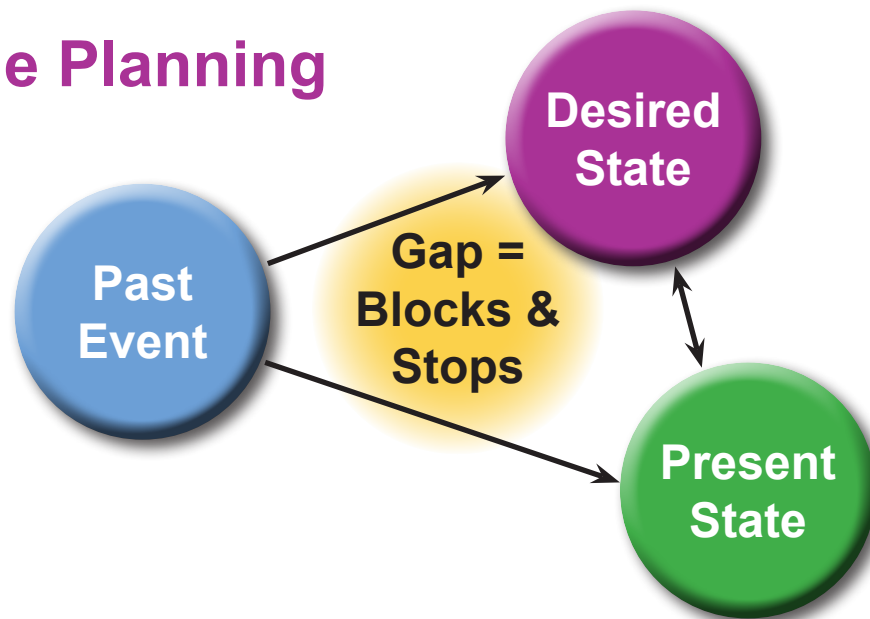 e Planning
Desired
State
Past
Event
Gap =
Blocks &
Stops
Present
State